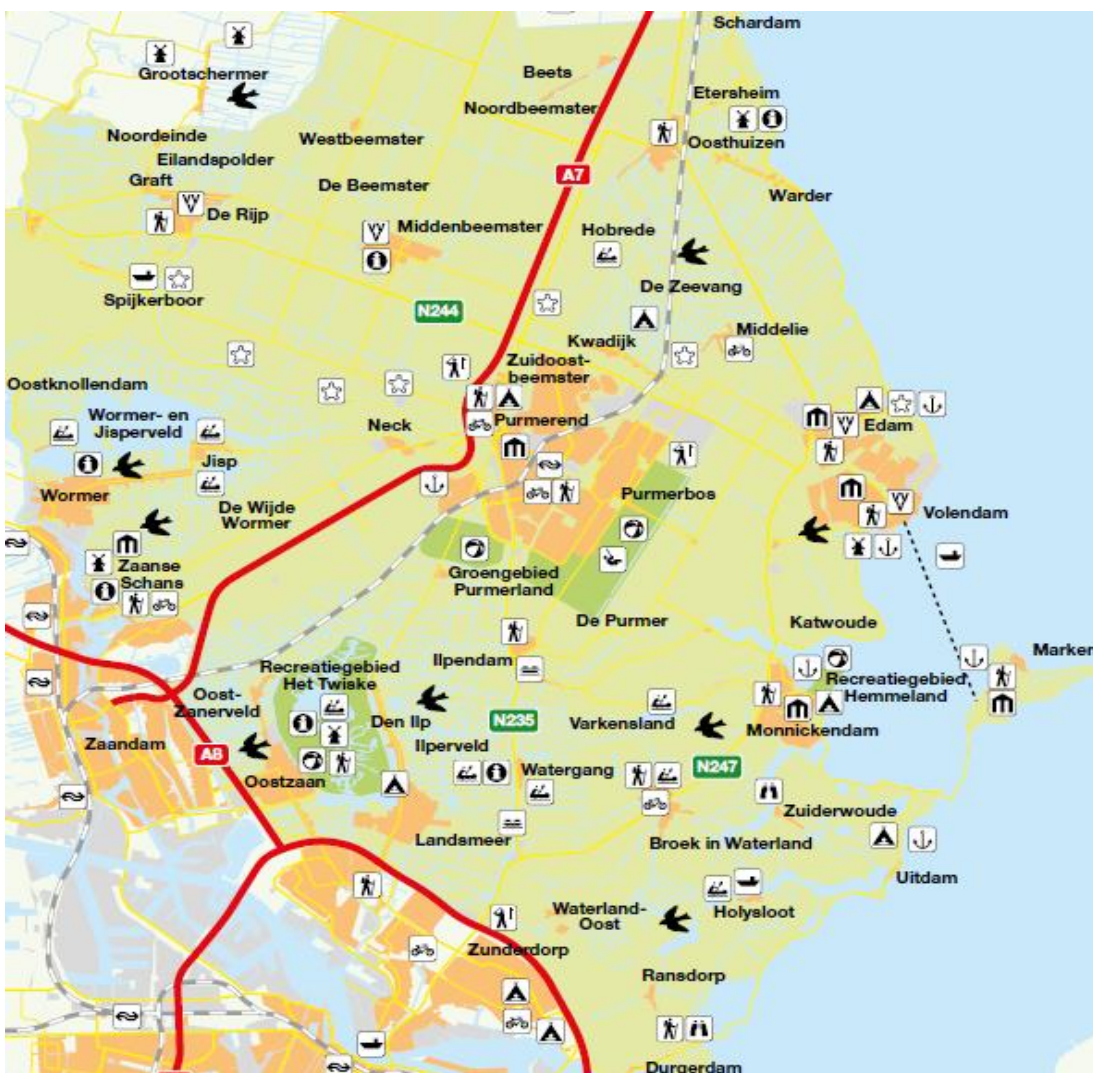 Schardam
Beets
Grootschermer
Etersheim
Noordbeemster
Noordeinde
Westbeemster
Oosthuizen
Eilandspolder
Graft
De Beemster
A7
Warder
De Rijp
Middenbeemster
Hobrede
De Zeevang
Spijkerboor
N244
Middelie
Kwadijk
Zuidoost-
beemster
Oostknollendam
Wormer- en
Jisperveld
Neck
Purmerend
Edam
Jisp
Wormer
De Wijde
Wormer
Purmerbos
Volendam
Zaanse
Schans
Groengebied
Purmerland
De Purmer
Katwoude
Marken
Ilpendam
Recreatiegebied
Het Twiske
Recreatiegebied
Hemmeland
Oost-
Zanerveld
Den Ilp
N235
Varkensland
Monnickendam
Zaandam
A8
Ilperveld
Oostzaan
Watergang
N247
Zuiderwoude
Landsmeer
Broek in Waterland
Uitdam
Waterland-
Oost
Holysloot
Zunderdorp
Ransdorp
Durgerdam